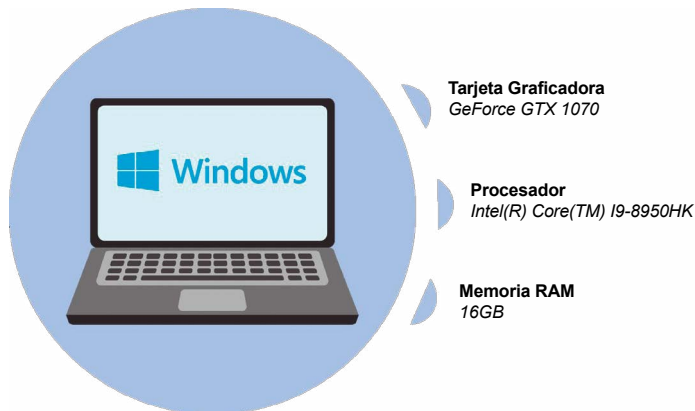 Windows
Tarjeta Graficadora
GeForce GTX 1070
Procesador
Intel(R) Core(TM) I9-8950HK
Memoria RAM
16GB